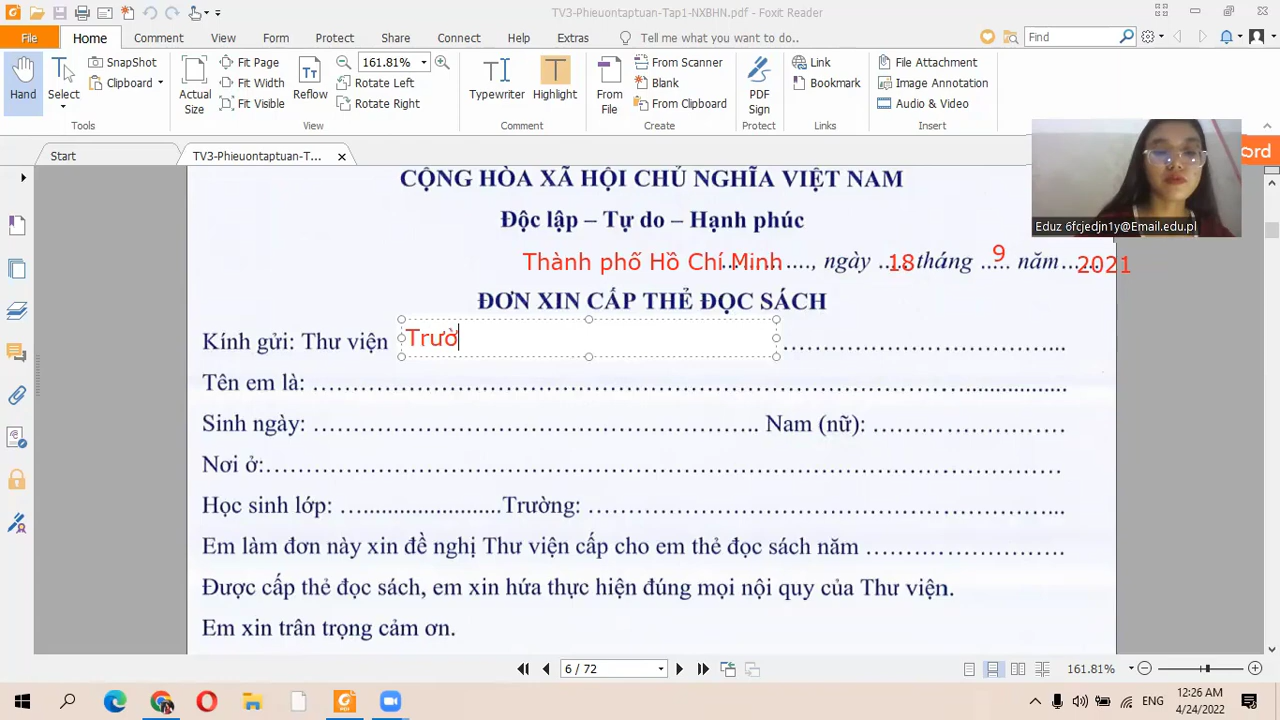 TV3-Phieuontaptuan-Tap1-NXBHN.pdf - Foxit Reader
File Home Comment View Form Protect Share Connect Help Extras Tell me what you want to do.. Find
Hand
Select
SnapShot
Clipboard
Tools
Actual Size
Fit Page
Fit Width
Fit Visible
Reflow
161.81%
Rotate Left
Rotate Right
View
Typewriter
Highlight
Comment
From File
From Scanner
Blank
From Clipboard
Create
PDF Sign
Protect
Link
Bookmark
Links
File Attachment
Image Annotation
Audio & Video
Insert
Start
TV3-Phieuontaptuan-T...
Eduz 6fcjedjn1y@Email.edu.pl
CỘNG HÒA XÃ HỘI CHỦ NGHĨA VIỆT NAM
Độc lập – Tự do – Hạnh phúc
Thành phố Hồ Chí Minh...., ngày 18 tháng 9 năm 2021
ĐƠN XIN CẤP THẺ ĐỌC SÁCH
Kính gửi: Thư viện Trườ ……………………………...
Tên em là: ……………………………………………………………………................
Sinh ngày: ……………………………………………….. Nam (nữ): ……………………
Nơi ở:………………………………………………………………………………………
Học sinh lớp: ….......................Trường: …………………………………………………...
Em làm đơn này xin đề nghị Thư viện cấp cho em thẻ đọc sách năm …………………….
Được cấp thẻ đọc sách, em xin hứa thực hiện đúng mọi nội quy của Thư viện.
Em xin trân trọng cảm ơn.
6 / 72
161.81%
ENG
12:26 AM
4/24/2022